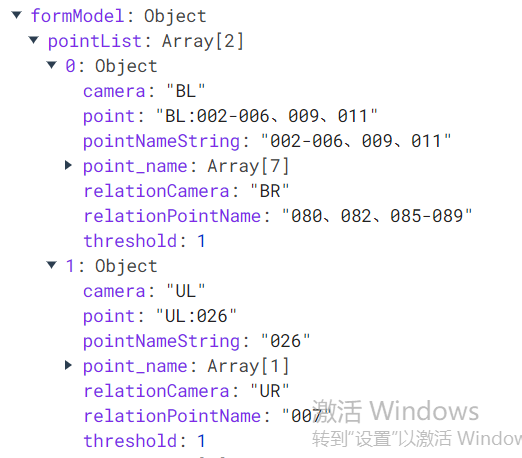 formModel: Object
pointList: Array[2]
0: Object
camera: "BL"
point: "BL:002-006、009、011"
pointNameString: "002-006、009、011"
point_name: Array[7]
relationCamera: "BR"
relationPointName: "080、082、085-089"
threshold: 1
1: Object
camera: "UL"
point: "UL:026"
pointNameString: "026"
point_name: Array[1]
relationCamera: "UR"
relationPointName: "007"
threshold: 1
激活 Windows
转到“设置”以激活 Window